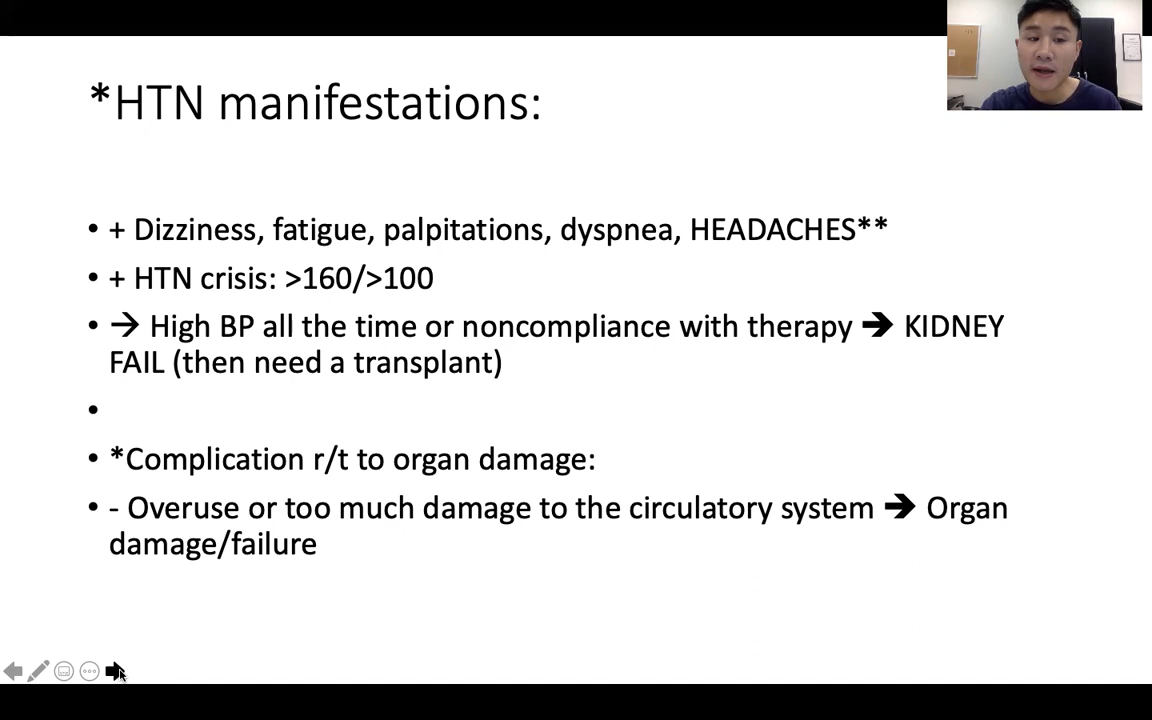 *HTN manifestations:
• + Dizziness, fatigue, palpitations, dyspnea, HEADACHES**
• + HTN crisis: >160/>100
• → High BP all the time or noncompliance with therapy ➔ KIDNEY
FAIL (then need a transplant)
•
• *Complication r/t to organ damage:
• - Overuse or too much damage to the circulatory system ➔ Organ
damage/failure